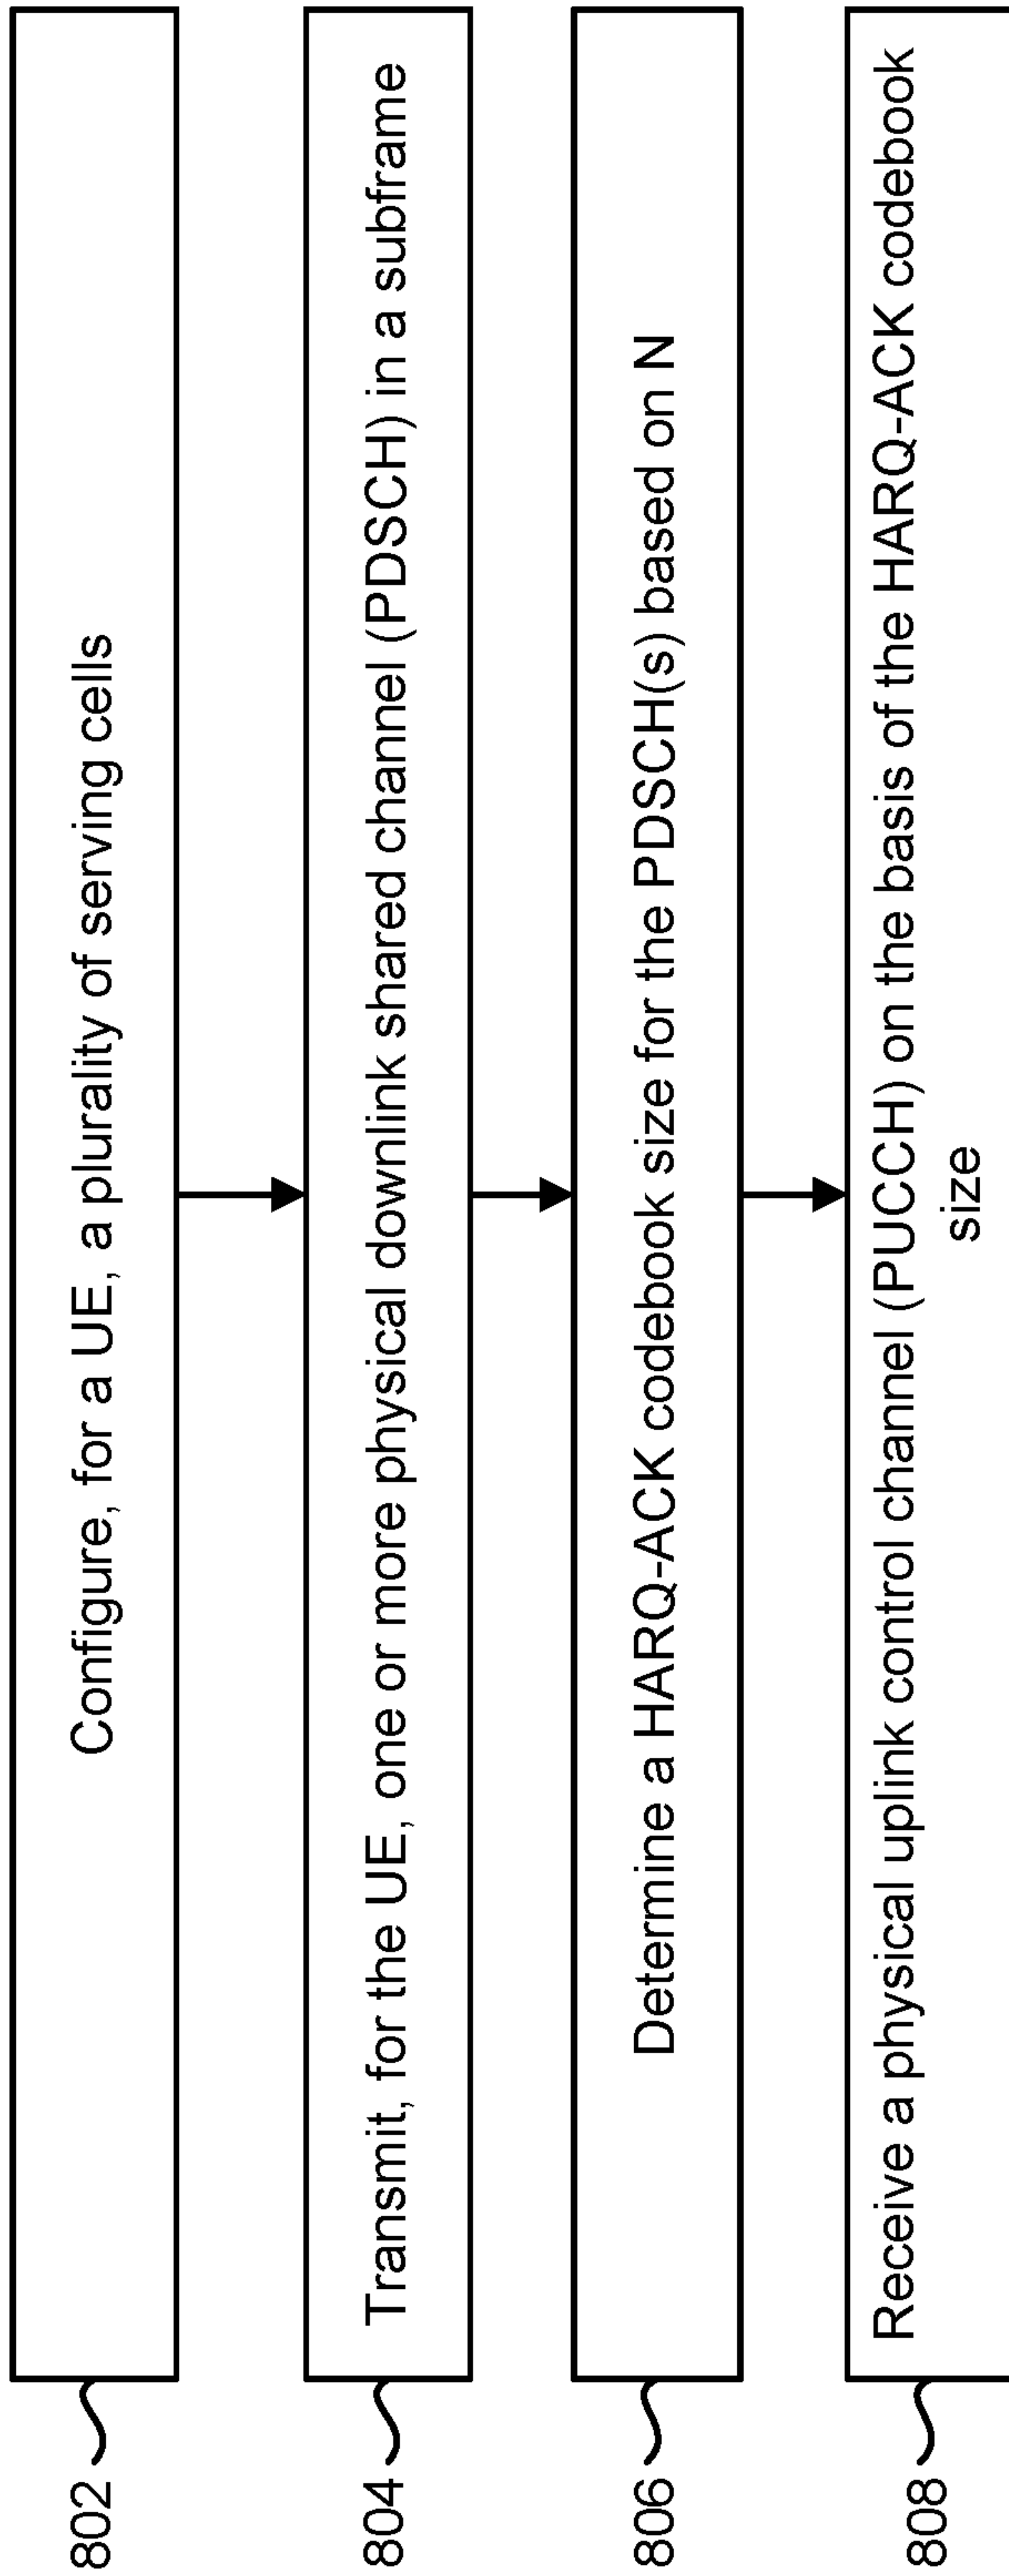 802
Configure, for a UE, a plurality of serving cells
804
Transmit, for the UE, one or more physical downlink shared channel (PDSCH) in a subframe
806
Determine a HARQ-ACK codebook size for the PDSCH(s) based on N
808
Receive a physical uplink control channel (PUCCH) on the basis of the HARQ-ACK codebook
size